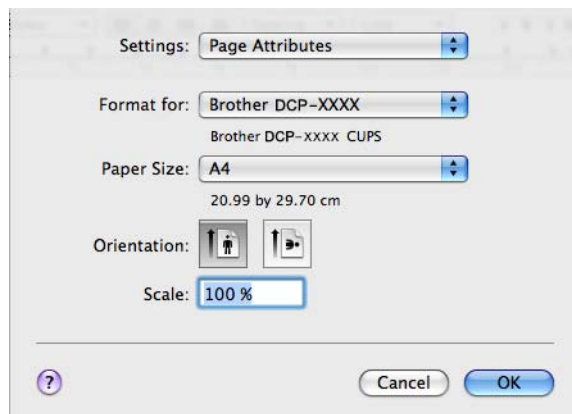 Settings: Page Attributes
Format for: Brother DCP-XXXX
Brother DCP-XXXX CUPS
Paper Size: A4
20.99 by 29.70 cm
Orientation:
Scale: 100 %
? Cancel OK